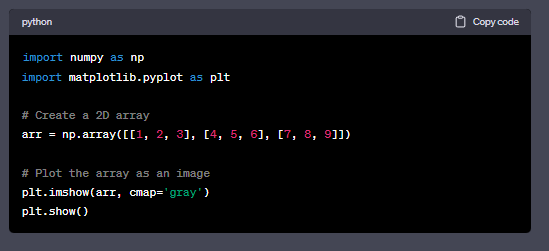 python
Copy code
import numpy as np
import matplotlib.pyplot as plt
# Create a 2D array
arr = np.array([[1, 2, 3], [4, 5, 6], [7, 8, 9]])
# Plot the array as an image
plt.imshow(arr, cmap='gray')
plt.show()